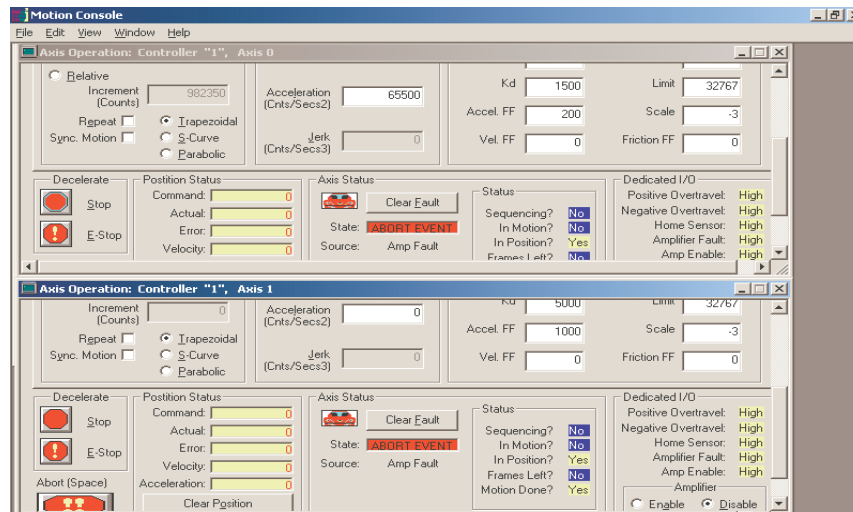 Motion Console
File Edit View Window Help
Axis Operation: Controller "1", Axis 0
Relative
Increment (Counts) 982350
Repeat
Sync. Motion
Trapezoidal
S-Curve
Parabolic
Acceleration (Cnts/Secs2) 65500
Jerk (Cnts/Secs3) 0
Kd 1500
Accel. FF 200
Vel. FF 0
Limit 32767
Scale -3
Friction FF 0
Decelerate
Stop
E-Stop
Postition Status
Command: 0
Actual: 0
Error: 0
Velocity: 0
Axis Status
Clear Fault
State: ABORT EVENT
Source: Amp Fault
Status
Sequencing? No
In Motion? No
In Position? Yes
Frames Left? No
Dedicated I/O
Positive Overtravel: High
Negative Overtravel: High
Home Sensor: High
Amplifier Fault: High
Amp Enable: High
Axis Operation: Controller "1", Axis 1
Increment (Counts) 0
Repeat
Sync. Motion
Trapezoidal
S-Curve
Parabolic
Acceleration (Cnts/Secs2) 0
Jerk (Cnts/Secs3) 0
Kd 5000
Accel. FF 1000
Vel. FF 0
Limit 32767
Scale -3
Friction FF 0
Decelerate
Stop
E-Stop
Abort (Space)
Postition Status
Command: 0
Actual: 0
Error: 0
Velocity: 0
Acceleration: 0
Clear Position
Axis Status
Clear Fault
State: ABORT EVENT
Source: Amp Fault
Status
Sequencing? No
In Motion? No
In Position? Yes
Frames Left? No
Motion Done? Yes
Dedicated I/O
Positive Overtravel: High
Negative Overtravel: High
Home Sensor: High
Amplifier Fault: High
Amp Enable: High
Amplifier
Enable Disable